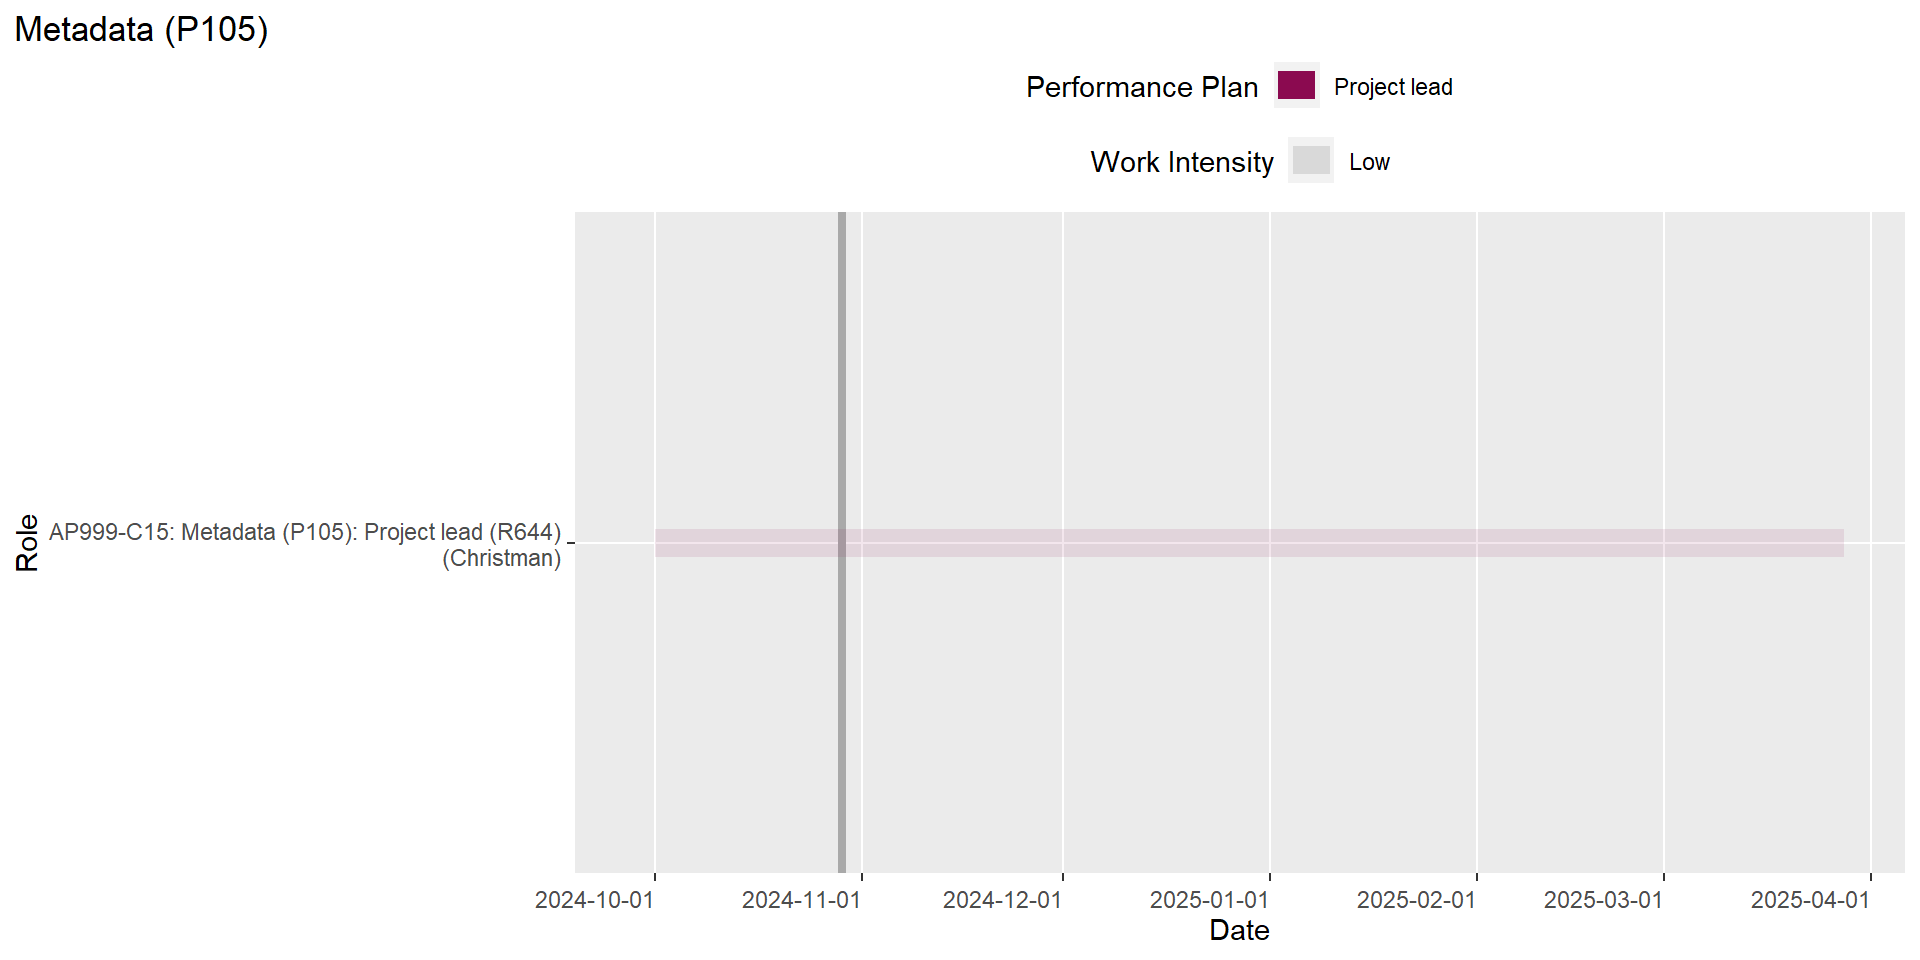 Metadata (P105)
Performance Plan
Project lead
Work Intensity
Low
Role
AP999-C15: Metadata (P105): Project lead (R644)
(Christman)
2024-10-01
2024-11-01
2024-12-01
2025-01-01
2025-02-01
2025-03-01
2025-04-01
Date